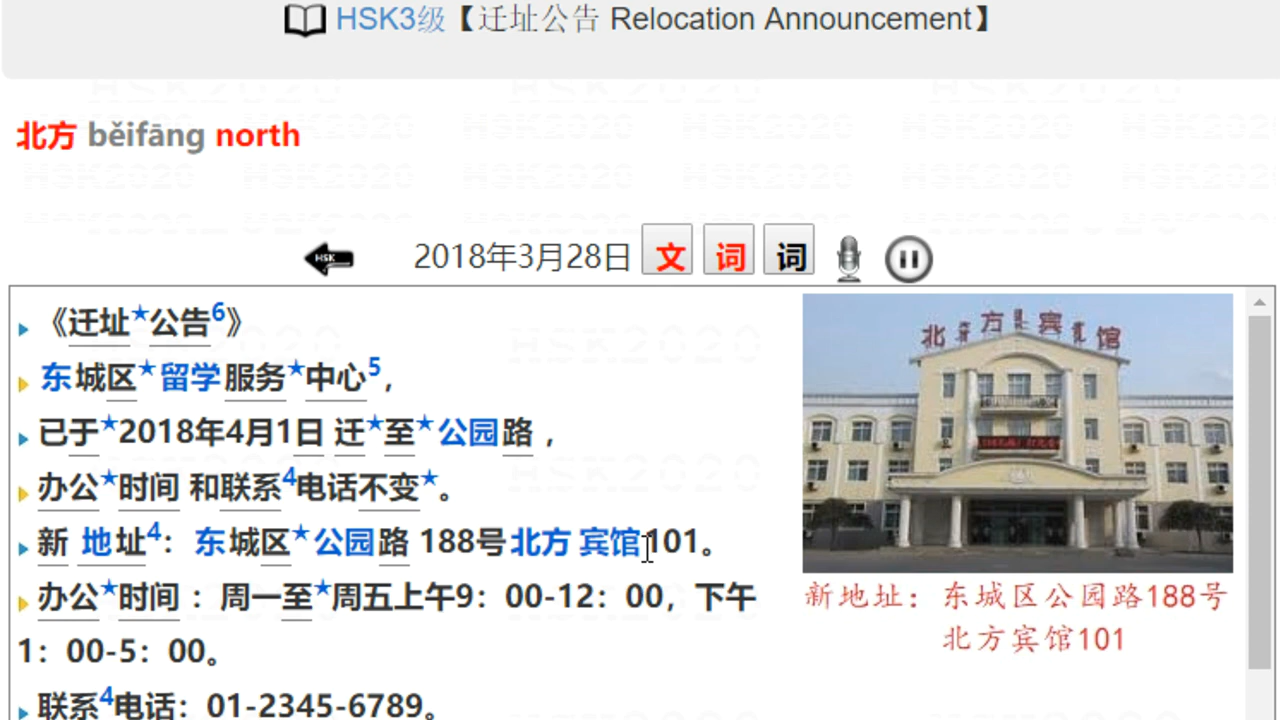 HSK3级【迁址公告 Relocation Announcement】
北方 běifāng north
HSK 2018年3月28日 文 词 词
《迁址★公告6》
东城区★留学服务★中心5，
已于★2018年4月1日 迁★至★公园路 ，
办公★时间 和联系4电话不变★。
新 地址4：东城区★公园路 188号北方 宾馆101。
办公★时间 ：周一至★周五上午9：00-12：00，下午
1：00-5：00。
联系4电话：01-2345-6789。
北方宾馆
新地址：东城区公园路188号
北方宾馆101
HSK2020